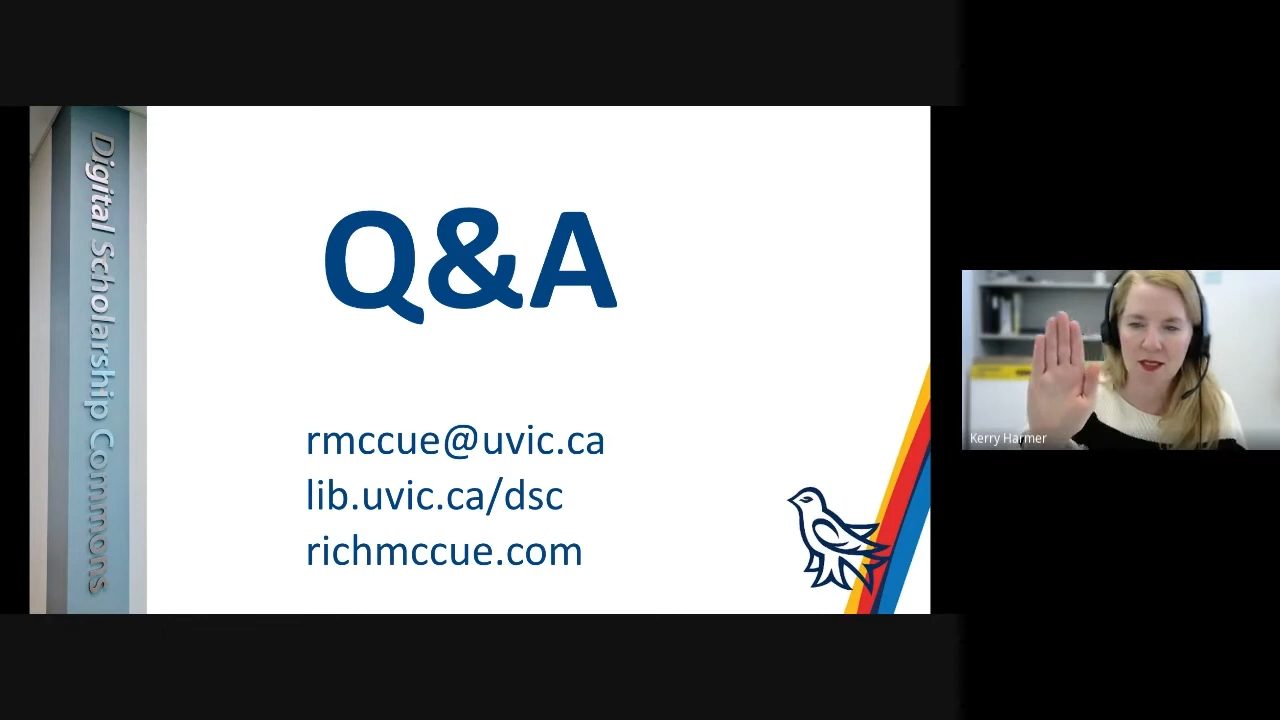 Digital Scholarship Commons
Q&A
rmccue@uvic.ca
lib.uvic.ca/dsc
richmccue.com
Kerry Harmer